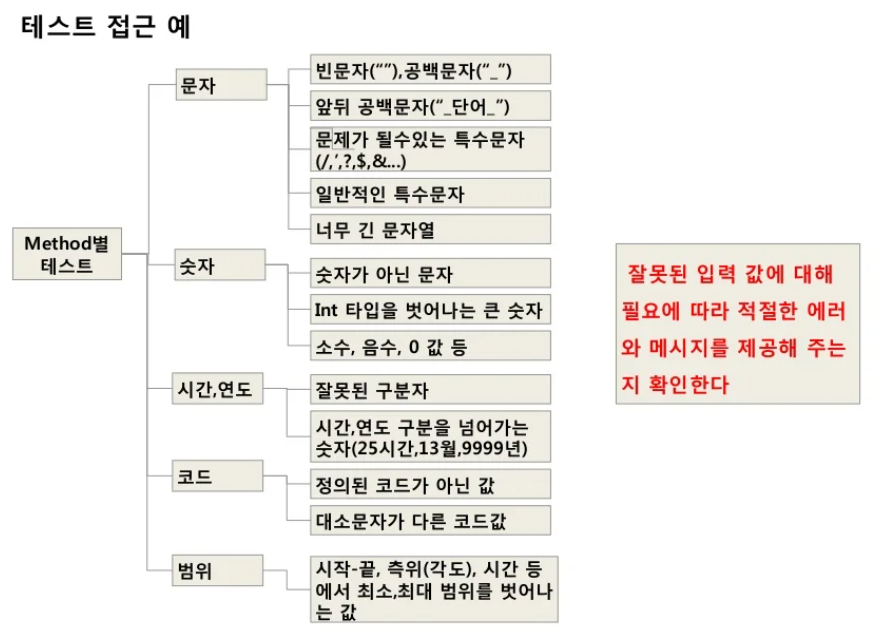 테스트 접근 예
Method별
테스트
문자
빈문자(“”),공백문자(“_”)
앞뒤 공백문자(“_단어_”)
문제가 될수있는 특수문자
(/,’,?,$,&...)
일반적인 특수문자
너무 긴 문자열
숫자
숫자가 아닌 문자
Int 타입을 벗어나는 큰 숫자
소수, 음수, 0 값 등
시간,연도
잘못된 구분자
시간,연도 구분을 넘어가는
숫자(25시간,13월,9999년)
코드
정의된 코드가 아닌 값
대소문자가 다른 코드값
범위
시작-끝, 측위(각도), 시간 등
에서 최소,최대 범위를 벗어나
는 값
잘못된 입력 값에 대해
필요에 따라 적절한 에러
와 메시지를 제공해 주는
지 확인한다